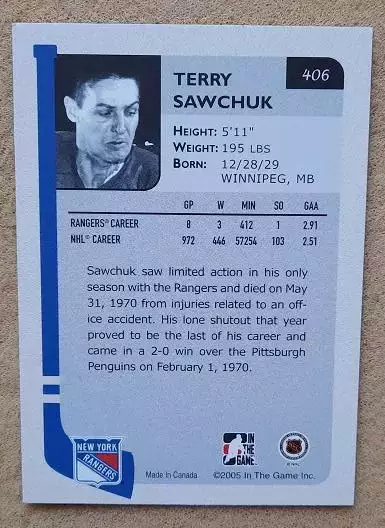 406
TERRY
SAWCHUK
HEIGHT: 5'11"
WEIGHT: 195 LBS
BORN: 12/28/29
WINNIPEG, MB
GP W MIN SO GAA
RANGERS® CAREER 8 3 412 1 2.91
NHL® CAREER 972 446 57254 103 2.51
Sawchuk saw limited action in his only
season with the Rangers and died on May
31, 1970 from injuries related to an off-
ice accident. His lone shutout that year
proved to be the last of his career and
came in a 2-0 win over the Pittsburgh
Penguins on February 1, 1970.
NEW YORK
RANGERS
Made in Canada
IN
THE
GAME
©2005 In The Game Inc.
NHL
© NHL